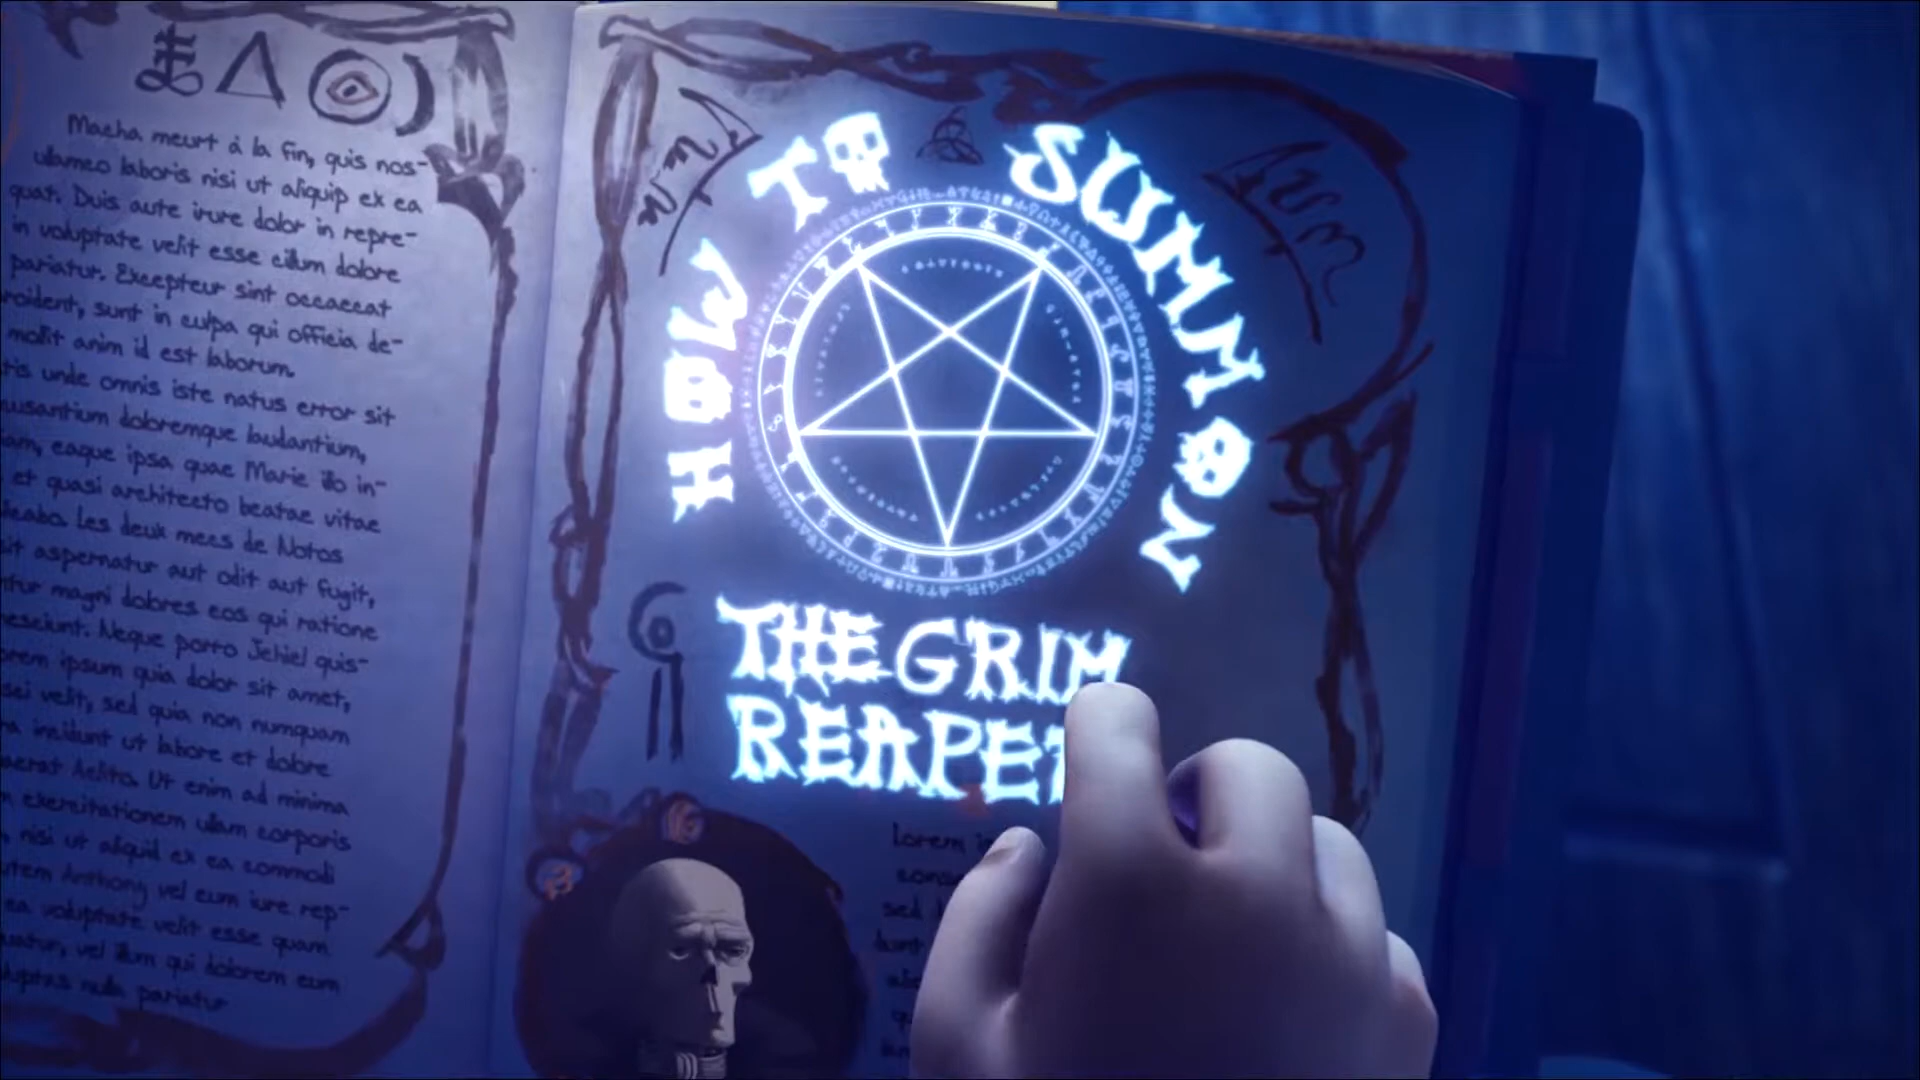 Macha meurt à la fin, quis nos-
ullamco laboris nisi ut aliquip ex ea
quat. Duis aute irure dolor in repre-
in voluptate velit esse cillum dolore
pariatur. Excepteur sint occaecat
roident, sunt in culpa qui officia de-
mollit anim id est laborum.
tis unde omnis iste natus error sit
usantium doloremque laudantium,
iam, eaque ipsa quae Marie illo in-
et quasi architecto beatae vitae
Les deux mecs de Notos
sit aspernatur aut odit aut fugit,
ntur magni dolores eos qui ratione
nesciunt. Neque porro Jehiel quis-
orem ipsum quia dolor sit amet,
sci velit, sed quia non numquam
ra incidunt ut labore et dolore
aerat Aelita. Ut enim ad minima
m exercitationem ullam corporis
nisi ut aliquid ex ea commodi
utem Anthony vel eum iure rep-
ea voluptate velit esse quam
uatur, vel illum qui dolorem eum
luptas nulla pariatur
HOW TO SUMMON
THE GRIM
REAPER
Lorem
sed